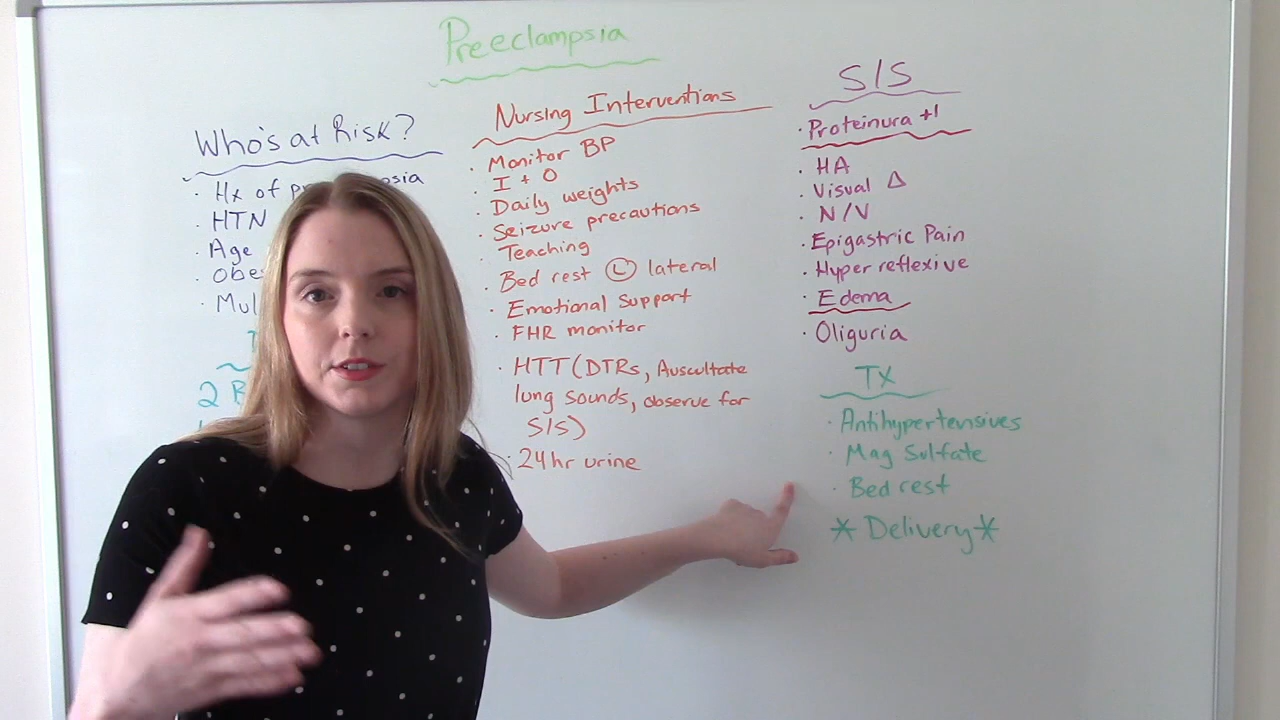 Preeclampsia
Who's at Risk?
· Hx of
· HTN
· Age
·
·
2
Nursing Interventions
· Monitor BP
· I + O
· Daily weights
· Seizure precautions
· Teaching
· Bed rest Ⓛ lateral
· Emotional Support
· FHR monitor
· HTT (DTRs, Auscultate
lung sounds, observe for
S/S)
· 24hr urine
S/S
· Proteinura +1
· HA
· Visual Δ
· N/V
· Epigastric Pain
· Hyper reflexive
· Edema
· Oliguria
TX
· Antihypertensives
· Mag Sulfate
· Bed rest
* Delivery *